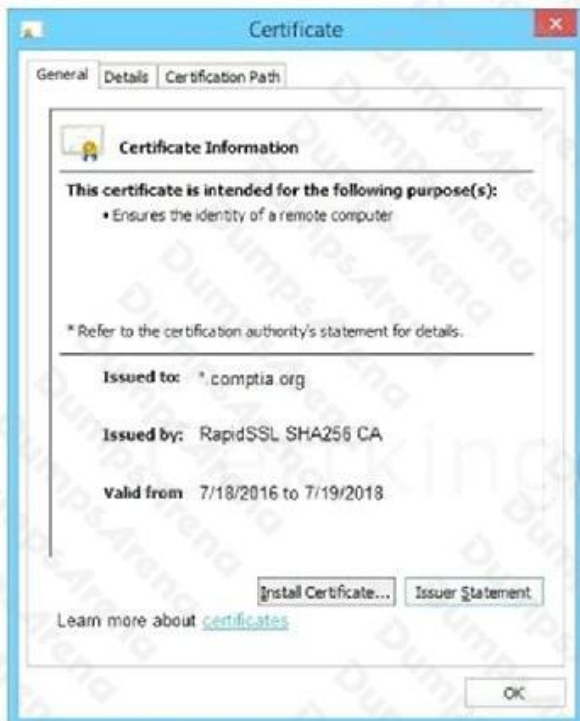 Certificate
General Details Certification Path
Certificate Information
This certificate is intended for the following purpose(s):
• Ensures the identity of a remote computer
* Refer to the certification authority's statement for details.
Issued to: *.comptia.org
Issued by: RapidSSL SHA256 CA
Valid from 7/18/2016 to 7/19/2018
Install Certificate... Issuer Statement
Learn more about certificates
OK
DumpsArena